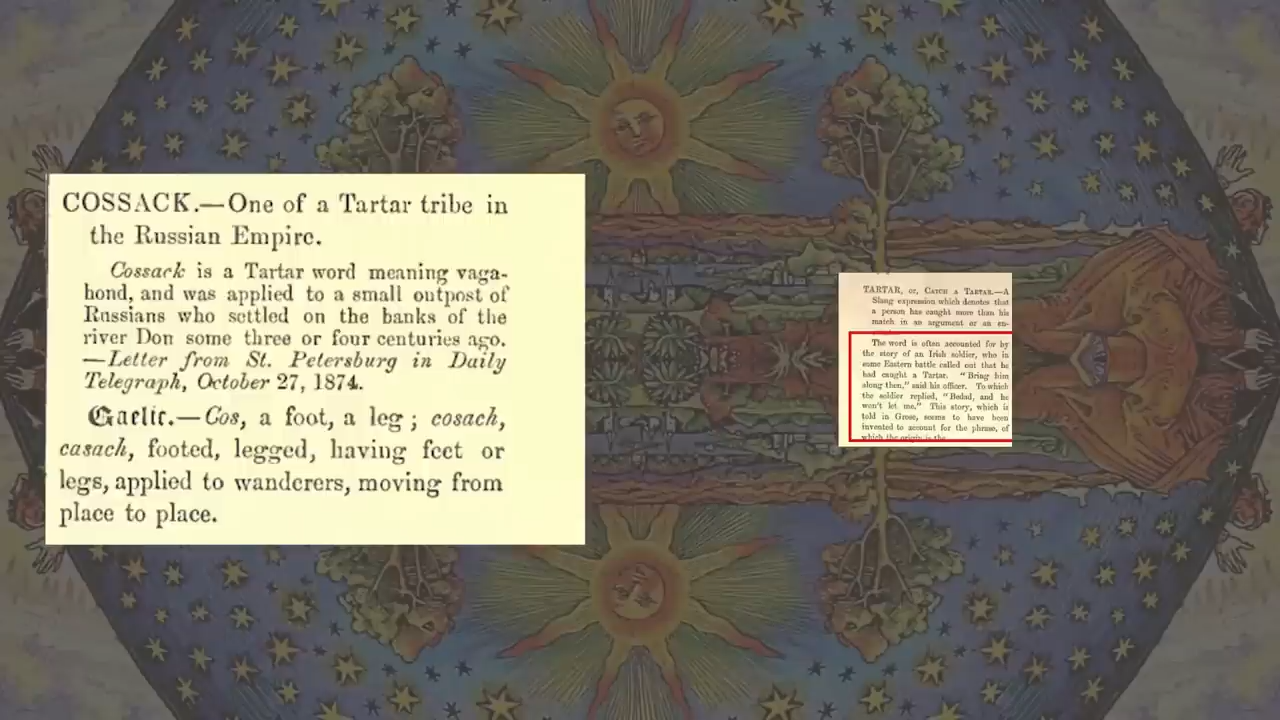 COSSACK.—One of a Tartar tribe in
the Russian Empire.
Cossack is a Tartar word meaning vaga-
bond, and was applied to a small outpost of
Russians who settled on the banks of the
river Don some three or four centuries ago.
—Letter from St. Petersburg in Daily
Telegraph, October 27, 1874.
Gaelic.—Cos, a foot, a leg; cosach,
casach, footed, legged, having feet or
legs, applied to wanderers, moving from
place to place.
TARTAR, or, CATCH A TARTAR.—A
Slang expression which denotes that
a person has caught more than his
match in an argument or an en-
The word is often accounted for by
the story of an Irish soldier, who in
some Eastern battle called out that he
had caught a Tartar. "Bring him
along then," said his officer. To which
the soldier replied, "Bedad, and he
won't let me." This story, which is
told in Grose, seems to have been
invented to account for the phrase, of
which the origin is the